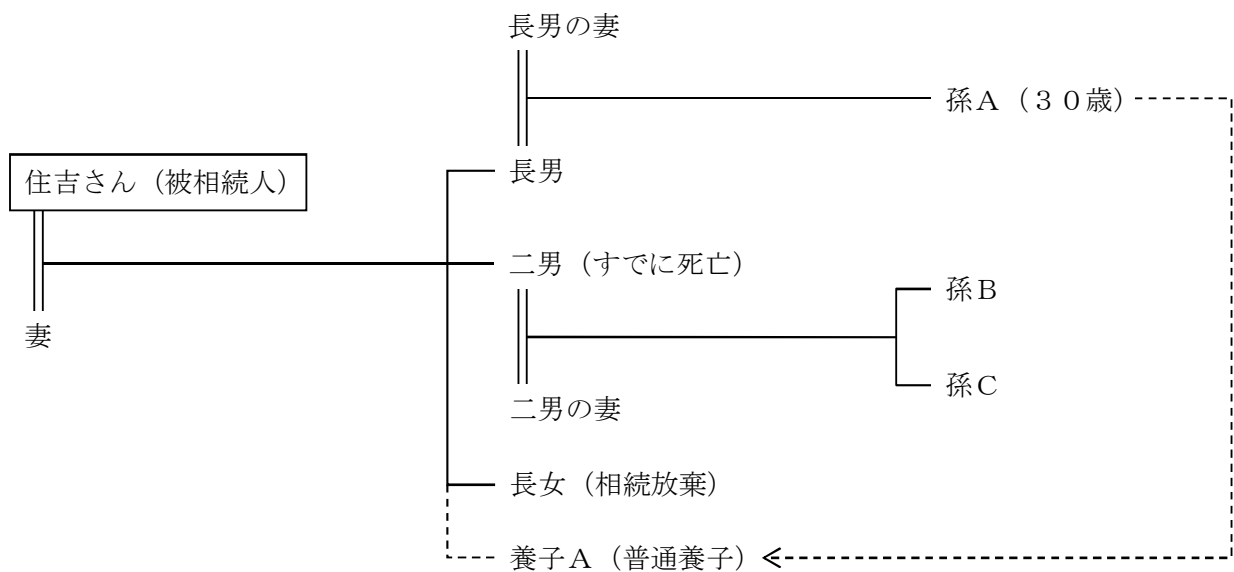 長男の妻
孫A(30歳)
住吉さん(被相続人)
長男
二男(すでに死亡)
孫B
妻
孫C
二男の妻
長女(相続放棄)
養子A(普通養子)